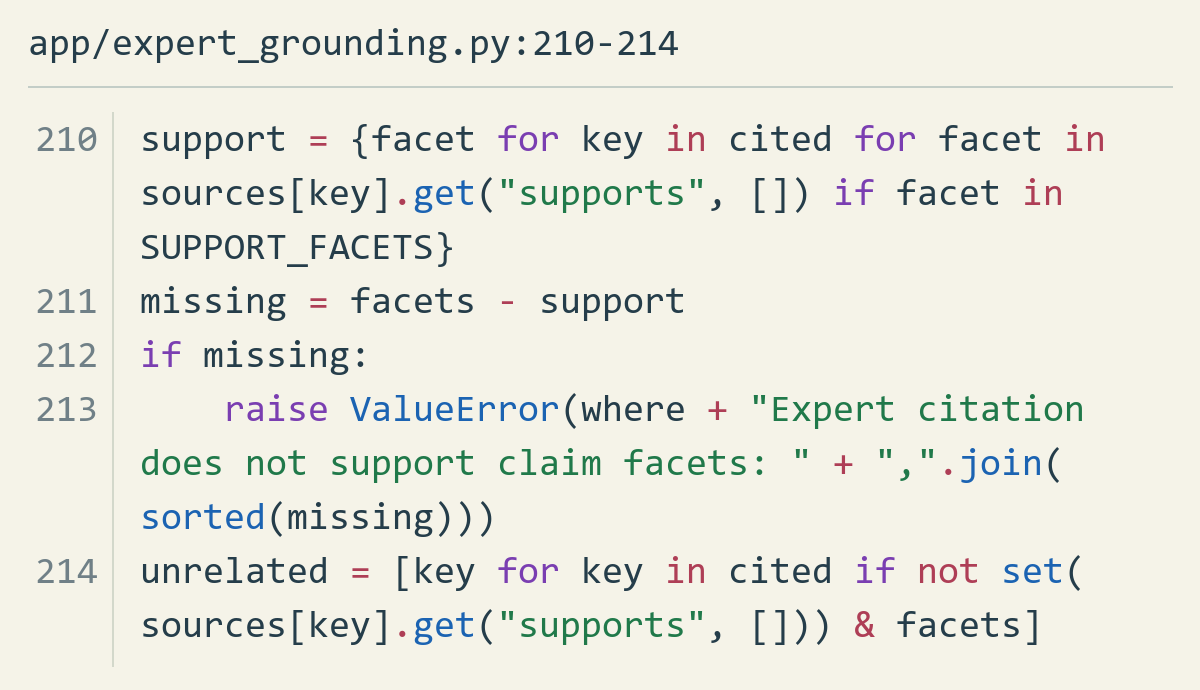 app/expert_grounding.py:210-214
210 support = {facet for key in cited for facet in
sources[key].get("supports", []) if facet in
SUPPORT_FACETS}
211 missing = facets - support
212 if missing:
213     raise ValueError(where + "Expert citation
does not support claim facets: " + ",".join(
sorted(missing)))
214 unrelated = [key for key in cited if not set(
sources[key].get("supports", [])) & facets]